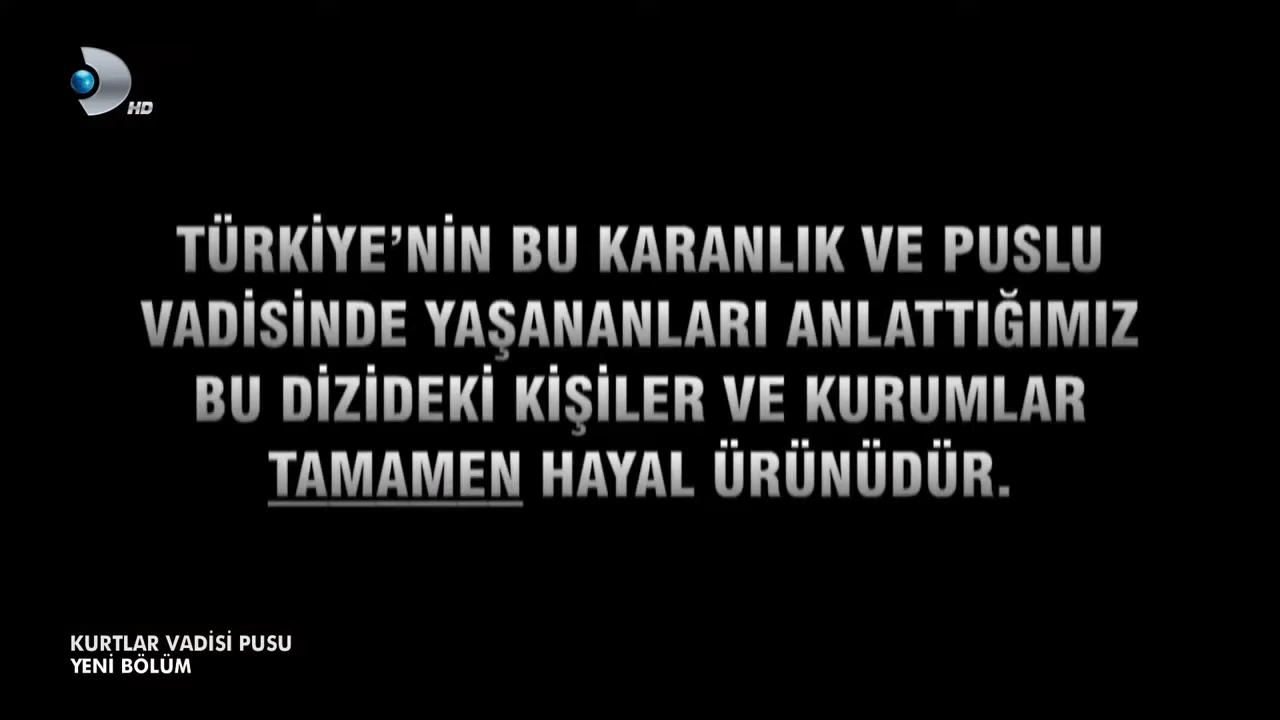 HD
TÜRKİYE’NİN BU KARANLIK VE PUSLU
VADİSİNDE YAŞANANLARI ANLATTIĞIMIZ
BU DİZİDEKİ KİŞİLER VE KURUMLAR
TAMAMEN HAYAL ÜRÜNÜDÜR.
KURTLAR VADİSİ PUSU
YENİ BÖLÜM